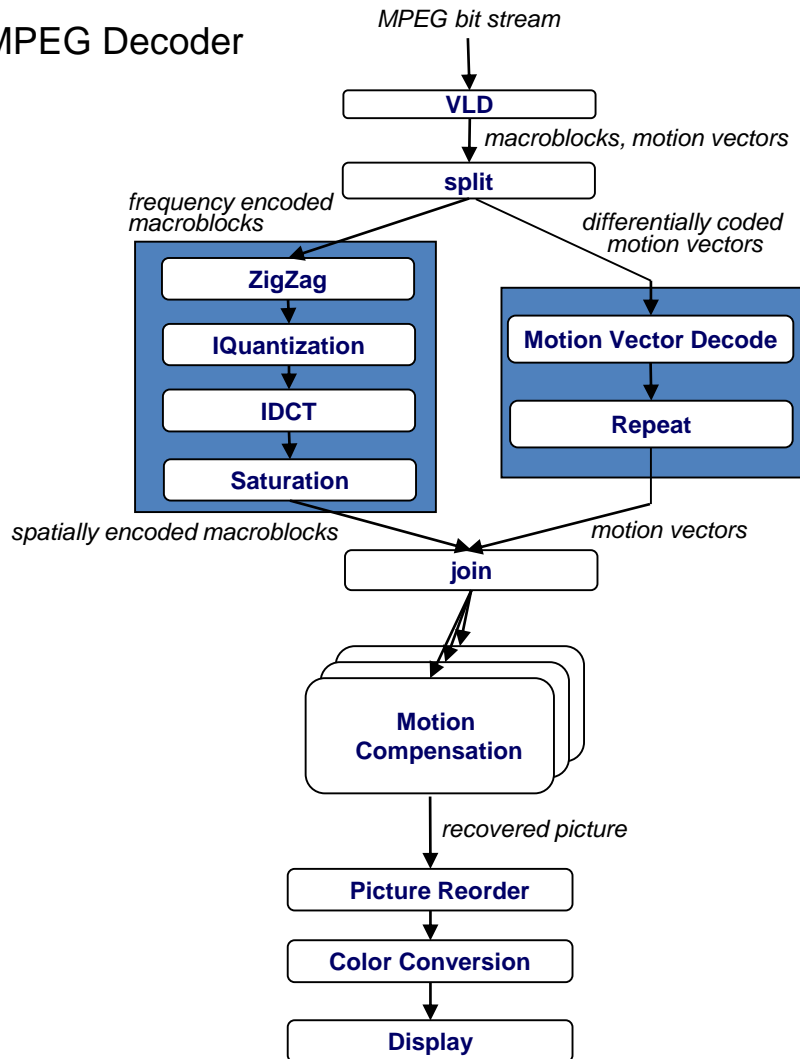 MPEG Decoder
MPEG bit stream
VLD
macroblocks, motion vectors
split
frequency encoded
macroblocks
differentially coded
motion vectors
ZigZag
IQuantization
IDCT
Saturation
Motion Vector Decode
Repeat
spatially encoded macroblocks
motion vectors
join
Motion
Compensation
recovered picture
Picture Reorder
Color Conversion
Display